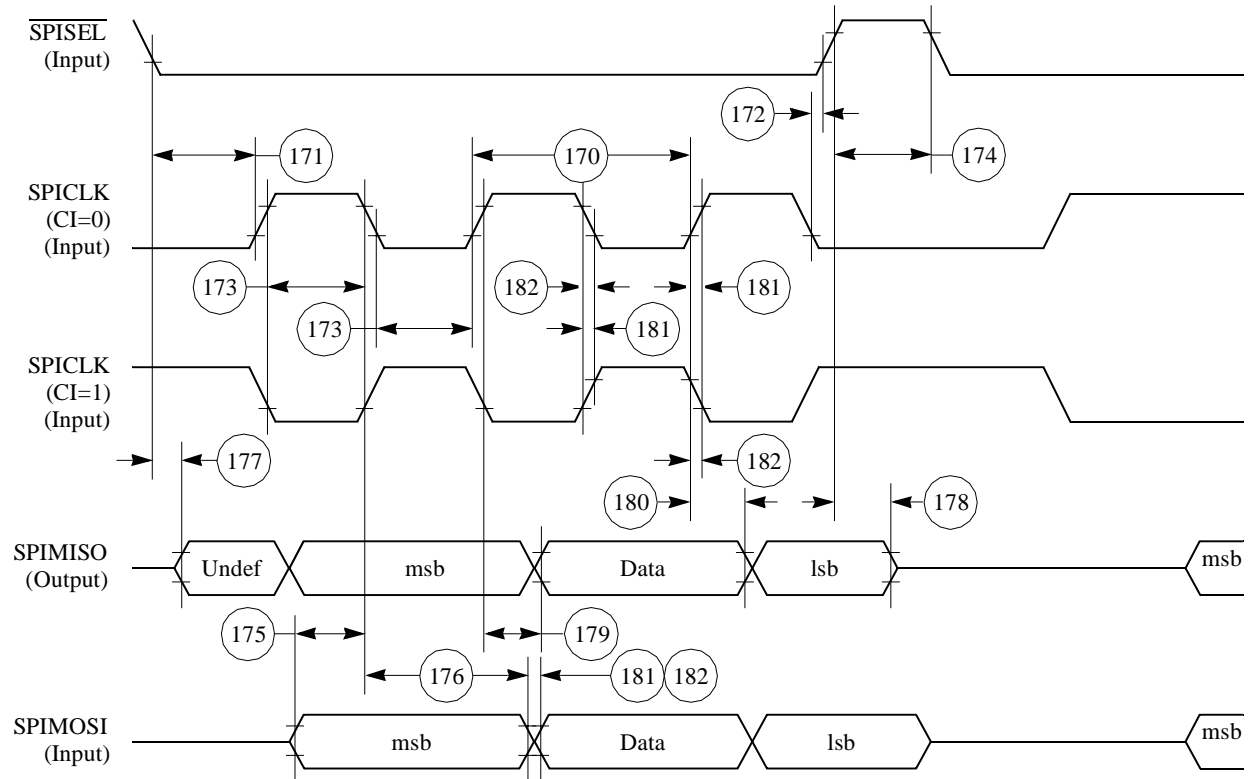 SPISEL
(Input)
172
171
170
174
SPICLK
(CI=0)
(Input)
173
182
181
173
181
SPICLK
(CI=1)
(Input)
177
182
180
178
SPIMISO
(Output)
Undef
msb
Data
lsb
msb
175
179
176
181
182
SPIMOSI
(Input)
msb
Data
lsb
msb